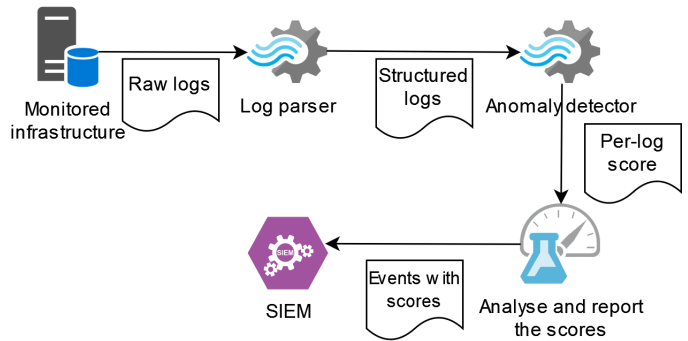 Raw logs
Structured
logs
Monitored
infrastructure
Log parser
Anomaly detector
Per-log
score
SIEM
Events with
scores
SIEM
Analyse and report
the scores